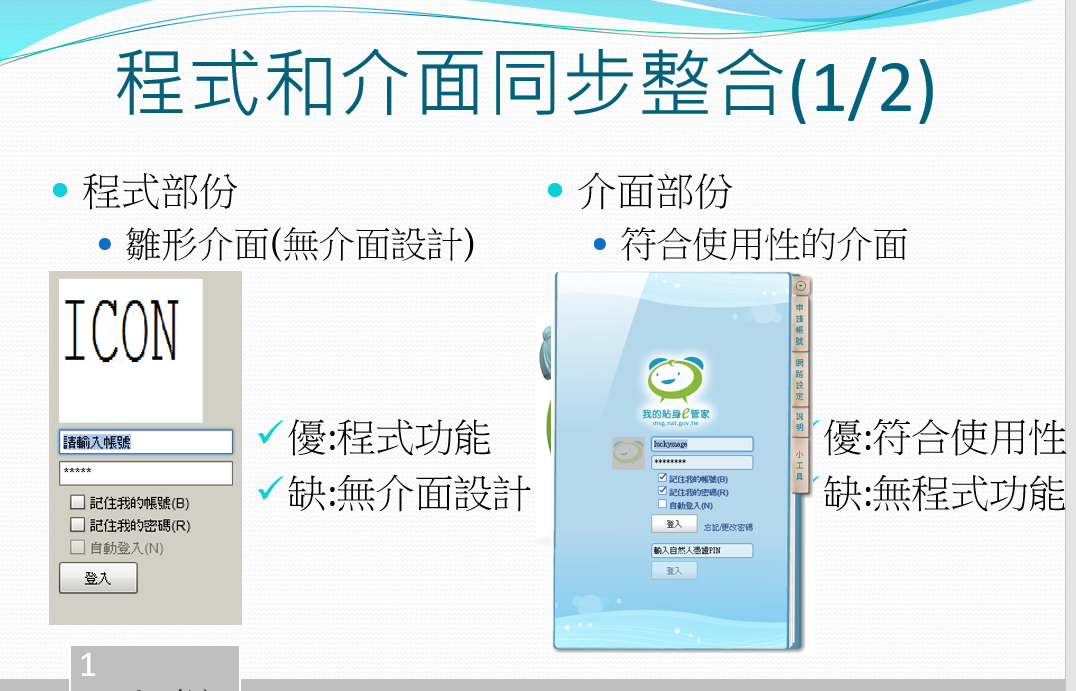 程式和介面同步整合(1/2)
程式部份
雛形介面(無介面設計)
ICON
請輸入帳號
*****
記住我的帳號(B)
記住我的密碼(R)
自動登入(N)
登入
優:程式功能
缺:無介面設計
介面部份
符合使用性的介面
我的貼身e管家
msg.nat.gov.tw
luckymage
********
記住我的帳號(B)
記住我的密碼(R)
自動登入(N)
登入 忘記/更改密碼
輸入自然人憑證PIN
登入
申請帳號
網路設定
說明
小工具
優:符合使用性
缺:無程式功能
1